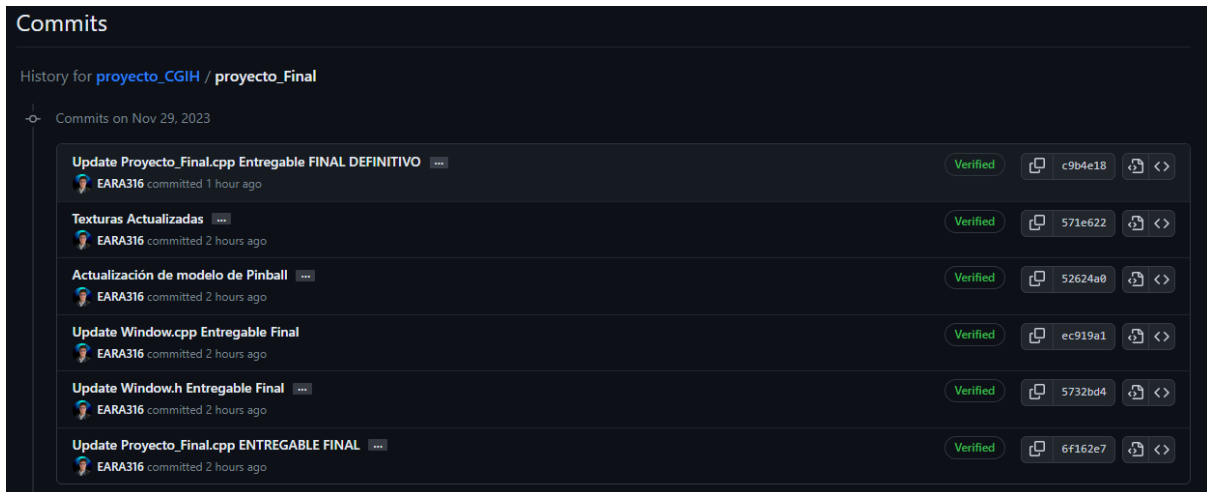 Commits
History for proyecto_CGIH / proyecto_Final
Commits on Nov 29, 2023
Update Proyecto_Final.cpp Entregable FINAL DEFINITIVO ...
Verified c9b4e18
EARA316 committed 1 hour ago
Texturas Actualizadas ...
Verified 571e622
EARA316 committed 2 hours ago
Actualización de modelo de Pinball ...
Verified 52624a0
EARA316 committed 2 hours ago
Update Window.cpp Entregable Final
Verified ec919a1
EARA316 committed 2 hours ago
Update Window.h Entregable Final ...
Verified 5732bd4
EARA316 committed 2 hours ago
Update Proyecto_Final.cpp ENTREGABLE FINAL ...
Verified 6f162e7
EARA316 committed 2 hours ago